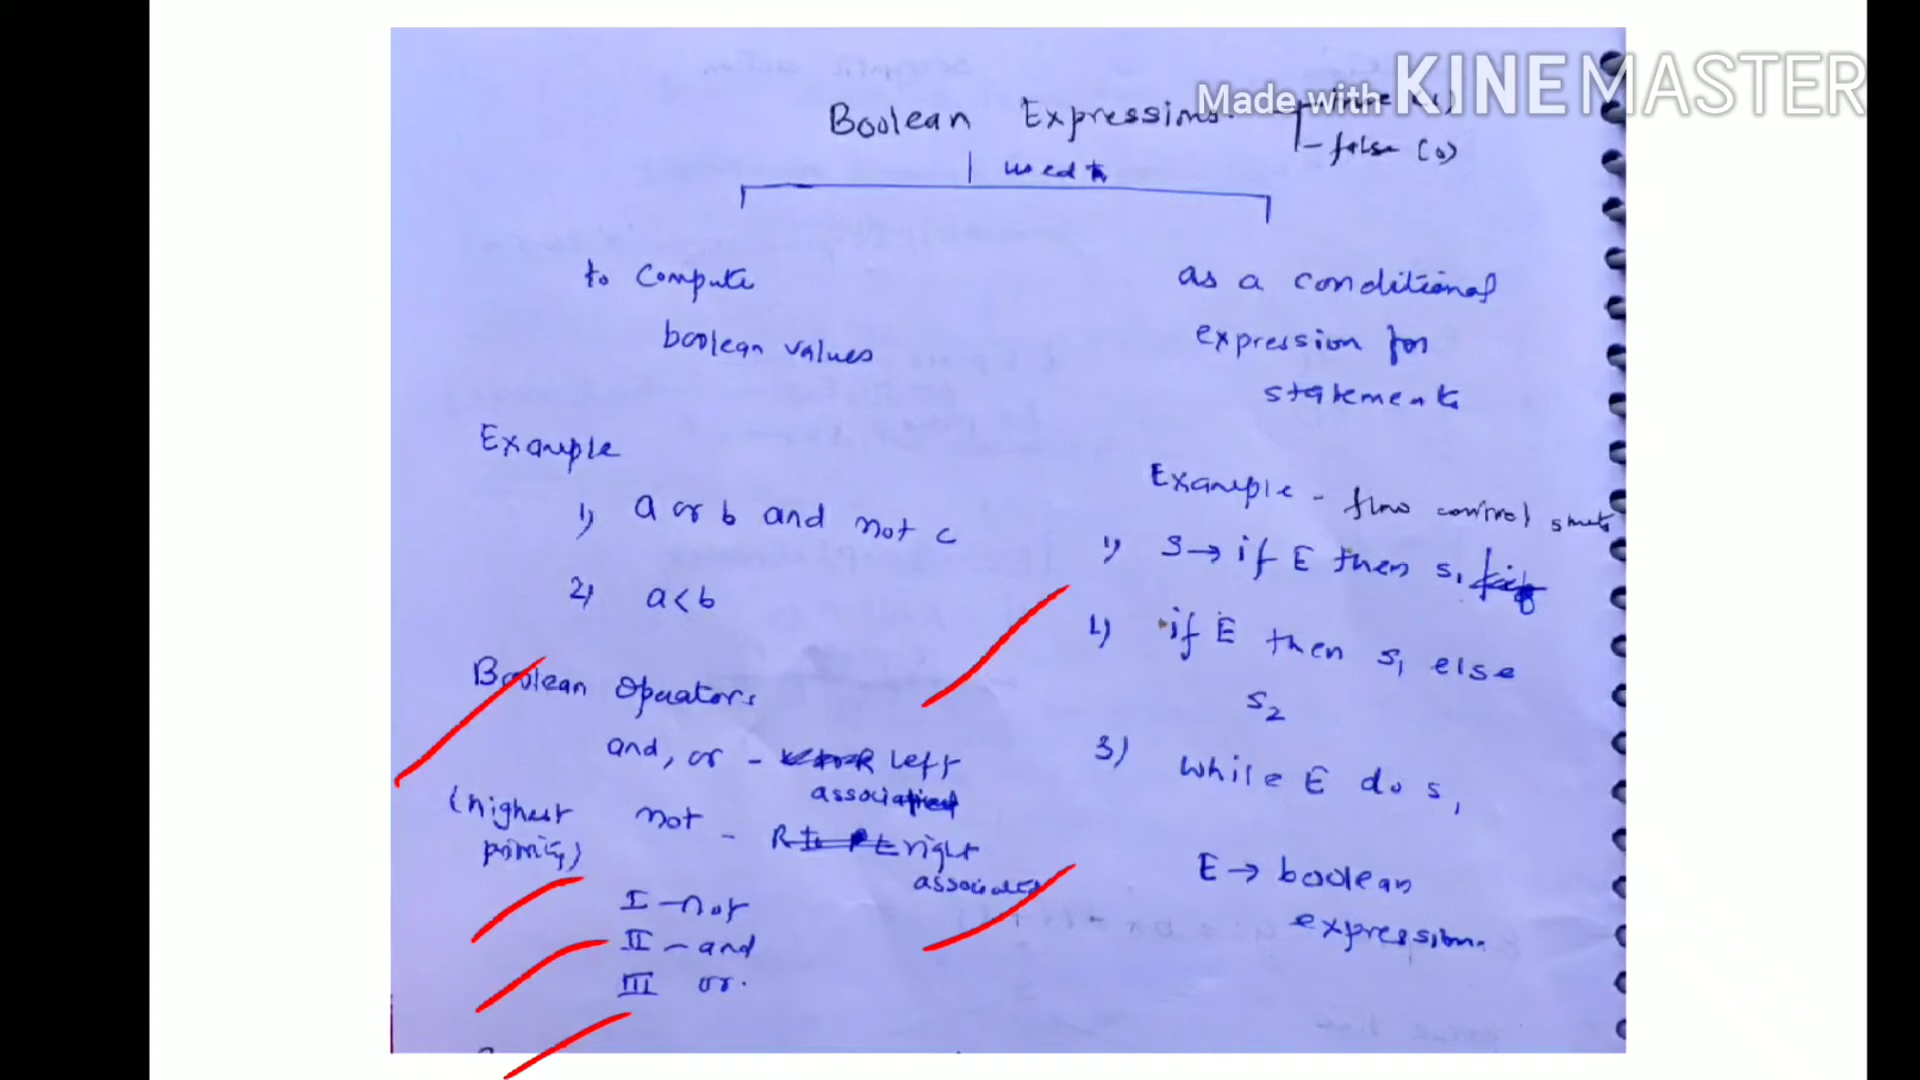 Made with KINEMASTER
Boolean Expressions.
- false (0)
used to
to compute
boolean values
as a conditional
expression for
statements
Example
1) a or b and not c
2) a<b
Boolean Operators
and, or - left
associative
(highest
priority)
not - right
associative
I - not
II - and
III or.
Example - flow control stmts
1) S → if E then S1
2) if E then S1 else
S2
3) while E do S1
E → boolean
expression.